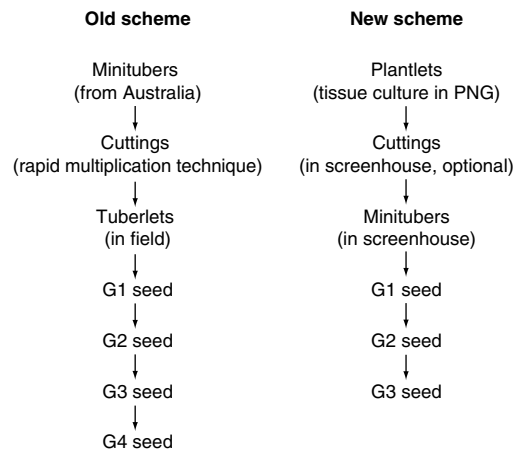 Old scheme
Minitubers
(from Australia)
Cuttings
(rapid multiplication technique)
Tuberlets
(in field)
G1 seed
G2 seed
G3 seed
G4 seed
New scheme
Plantlets
(tissue culture in PNG)
Cuttings
(in screenhouse, optional)
Minitubers
(in screenhouse)
G1 seed
G2 seed
G3 seed